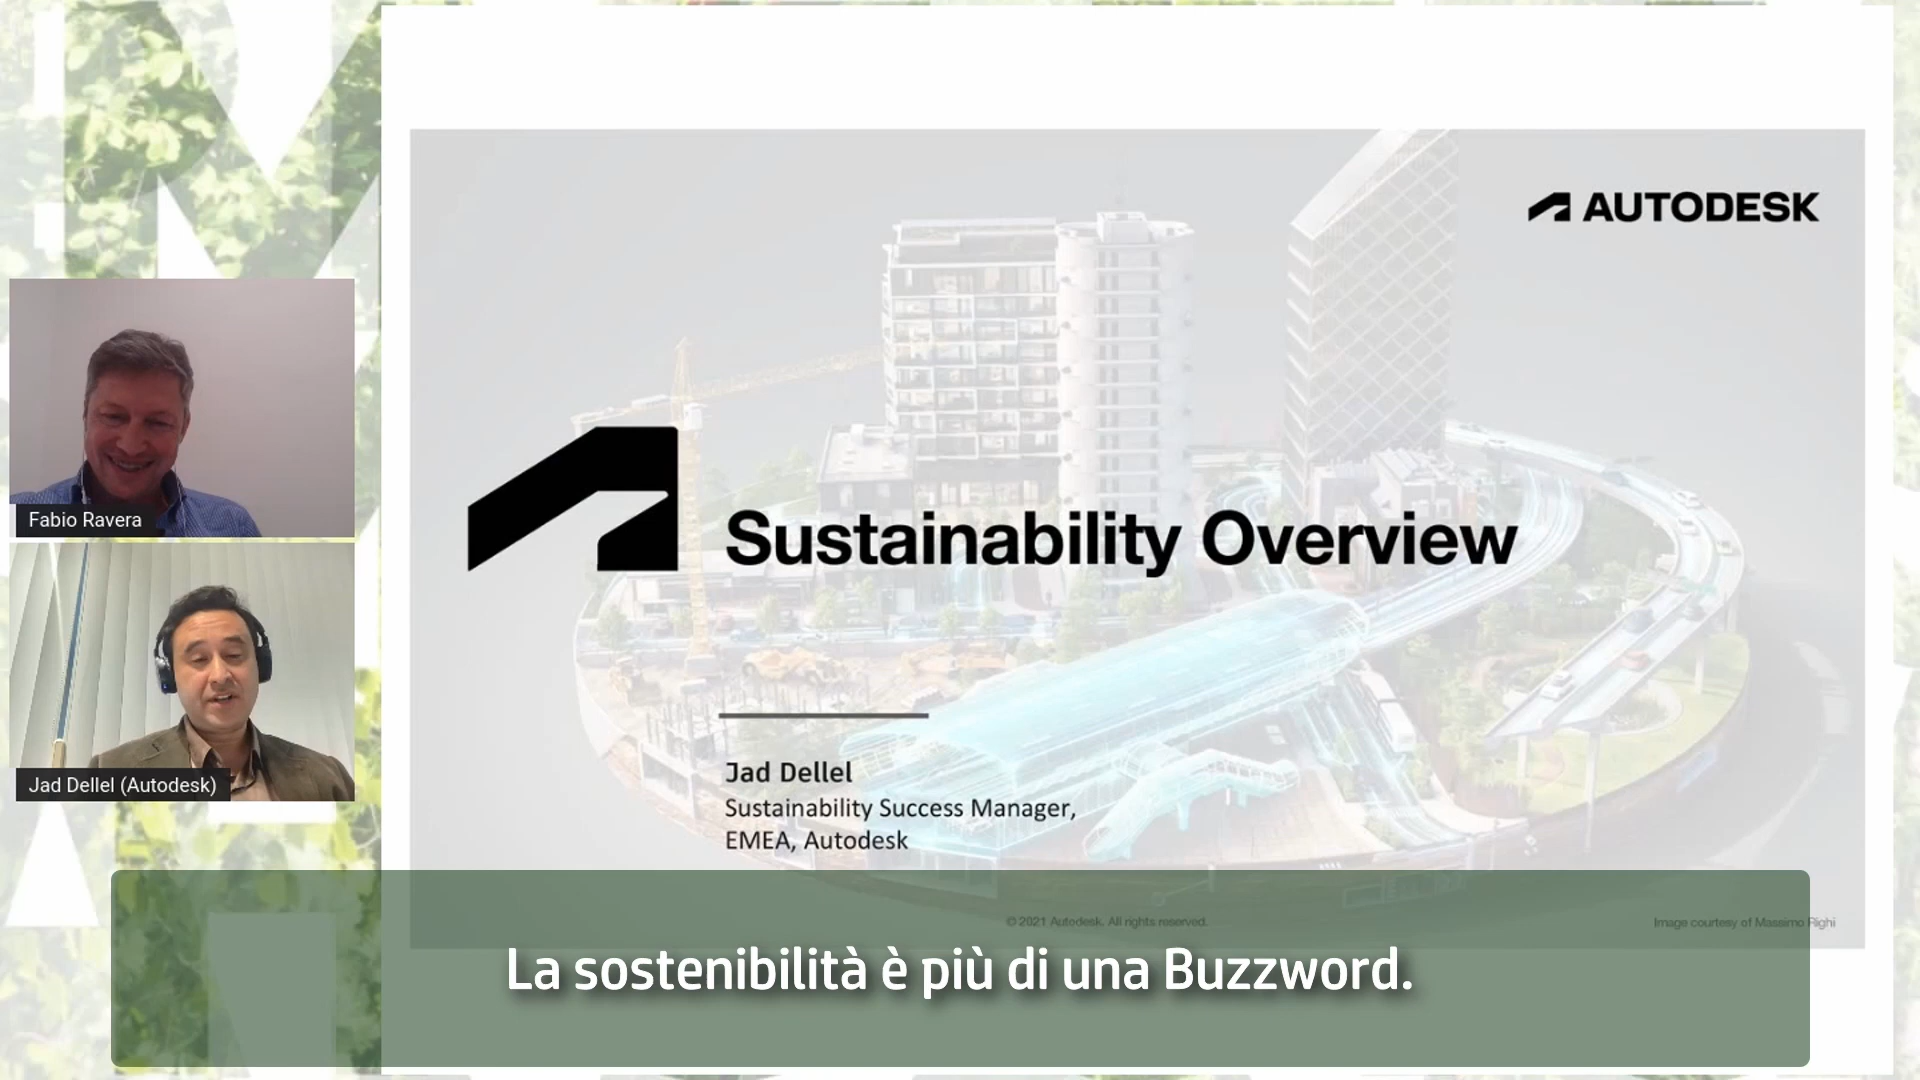 AUTODESK
Sustainability Overview
Jad Dellel
Sustainability Success Manager,
EMEA, Autodesk
© 2021 Autodesk. All rights reserved.
Image courtesy of Massimo Righi
Fabio Ravera
Jad Dellel (Autodesk)
La sostenibilità è più di una Buzzword.